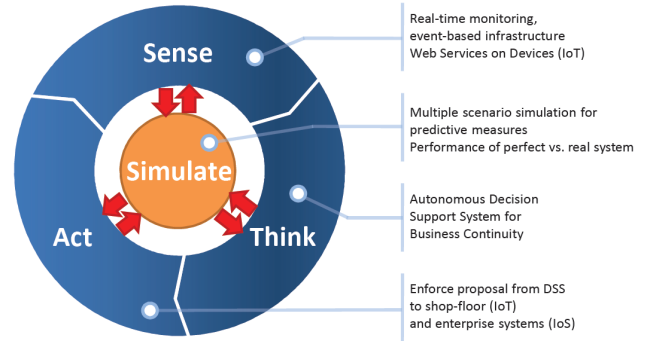 Sense
Simulate
Act
Think
Real-time monitoring,
event-based infrastructure
Web Services on Devices (IoT)
Multiple scenario simulation for
predictive measures
Performance of perfect vs. real system
Autonomous Decision
Support System for
Business Continuity
Enforce proposal from DSS
to shop-floor (IoT)
and enterprise systems (IoS)